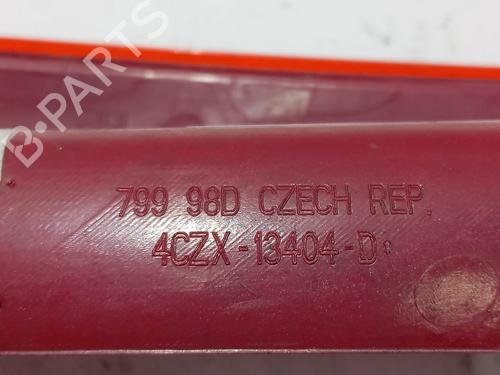 B-PARTS
799 98D CZECH REP.
4CZX-13404-D